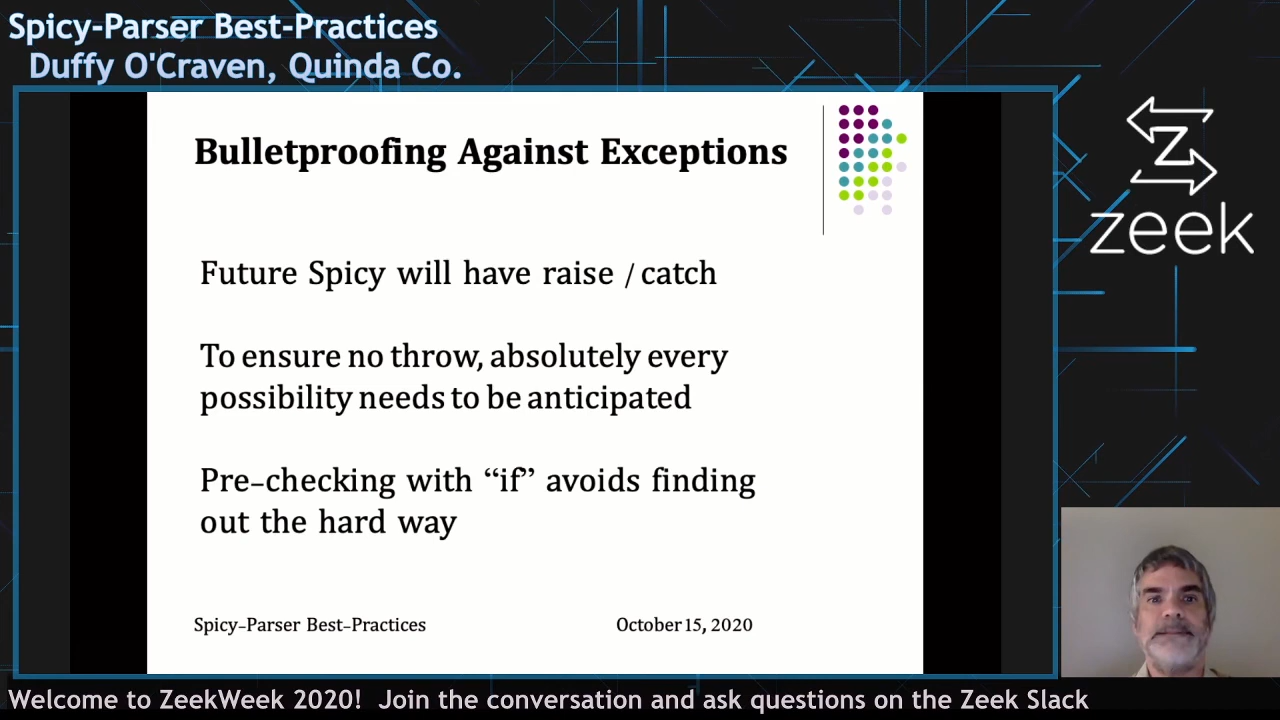 Spicy-Parser Best-Practices
Duffy O'Craven, Quinda Co.
Bulletproofing Against Exceptions
Future Spicy will have raise / catch
To ensure no throw, absolutely every
possibility needs to be anticipated
Pre-checking with “if” avoids finding
out the hard way
Spicy-Parser Best-Practices
October 15, 2020
Z
zeek
Welcome to ZeekWeek 2020! Join the conversation and ask questions on the Zeek Slack